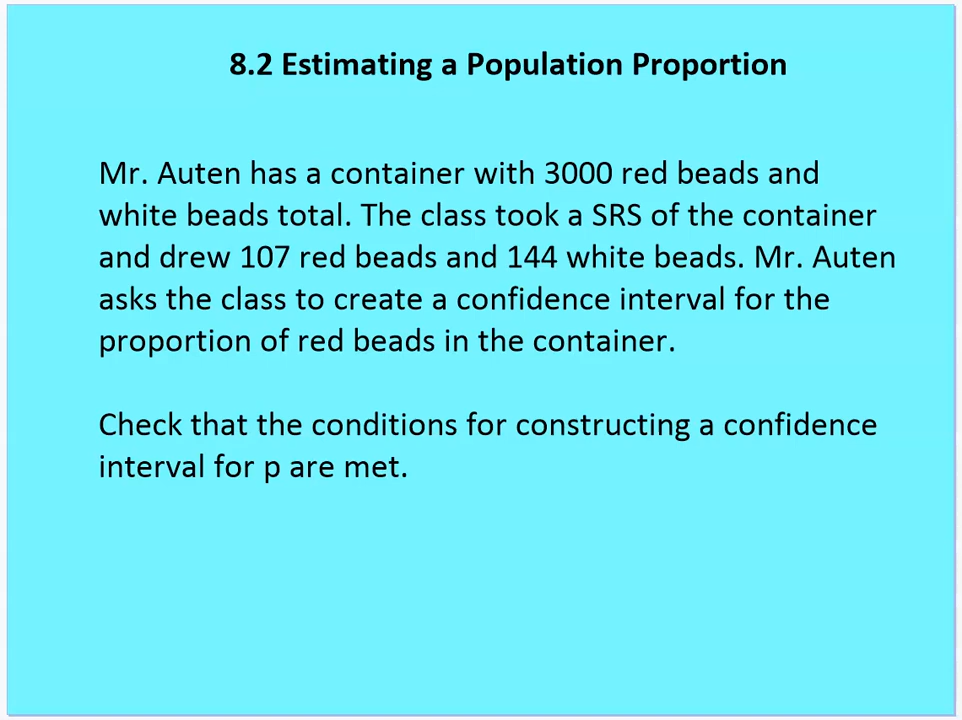 8.2 Estimating a Population Proportion
Mr. Auten has a container with 3000 red beads and
white beads total. The class took a SRS of the container
and drew 107 red beads and 144 white beads. Mr. Auten
asks the class to create a confidence interval for the
proportion of red beads in the container.
Check that the conditions for constructing a confidence
interval for p are met.